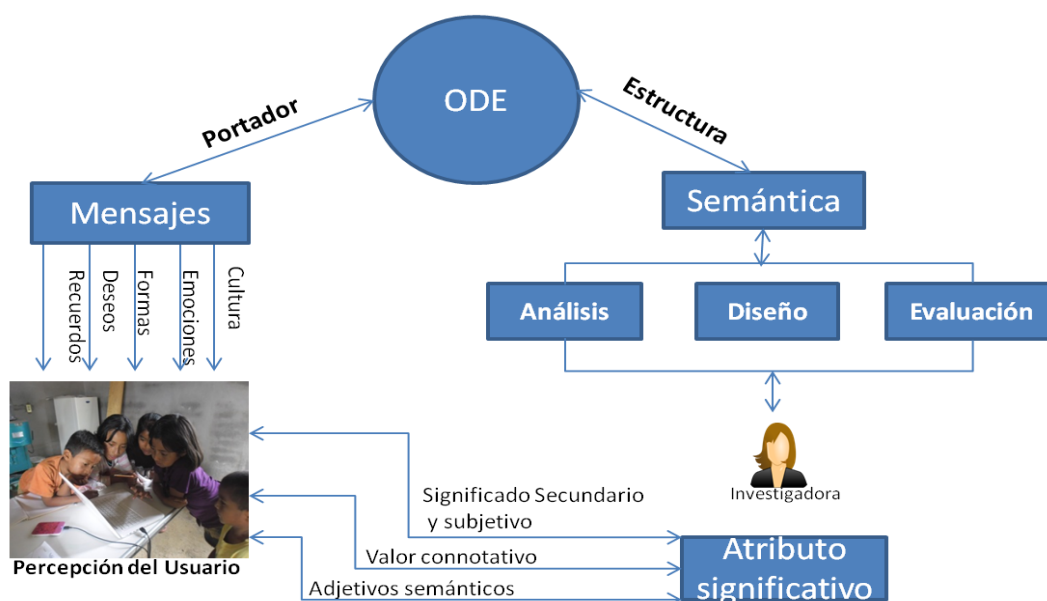 ODE
Portador
Estructura
Mensajes
Semántica
Recuerdos
Deseos
Formas
Emociones
Cultura
Análisis
Diseño
Evaluación
Investigadora
Significado Secundario
y subjetivo
Valor connotativo
Adjetivos semánticos
Atributo
significativo
Percepción del Usuario